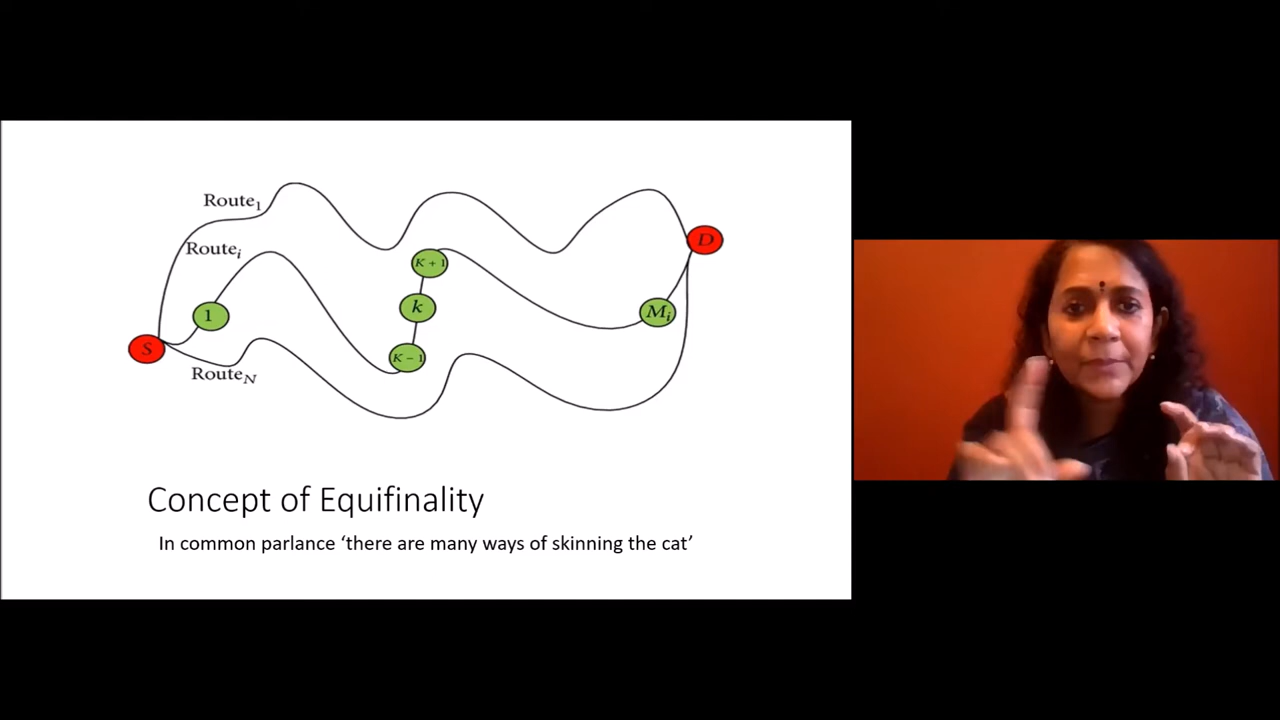 Route1
Routei
K + 1
D
1
k
Mi
S
K − 1
RouteN
Concept of Equifinality
In common parlance ‘there are many ways of skinning the cat’